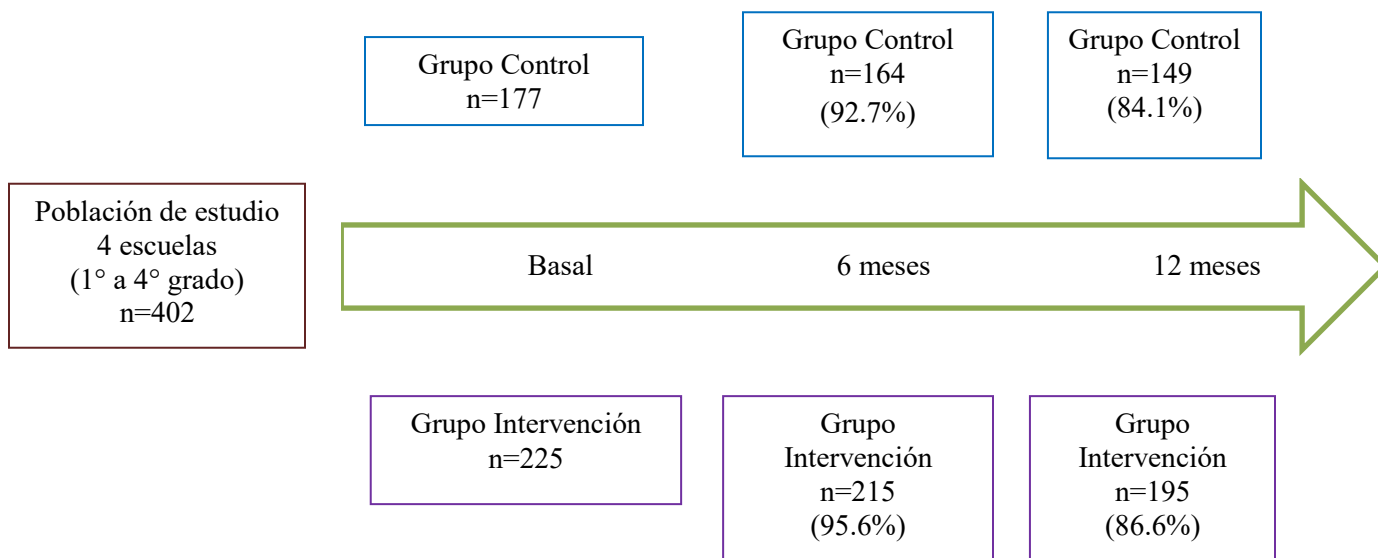 Grupo Control
n=177
Grupo Control
n=164
(92.7%)
Grupo Control
n=149
(84.1%)
Población de estudio
4 escuelas
(1° a 4° grado)
n=402
Basal
6 meses
12 meses
Grupo Intervención
n=225
Grupo
Intervención
n=215
(95.6%)
Grupo
Intervención
n=195
(86.6%)